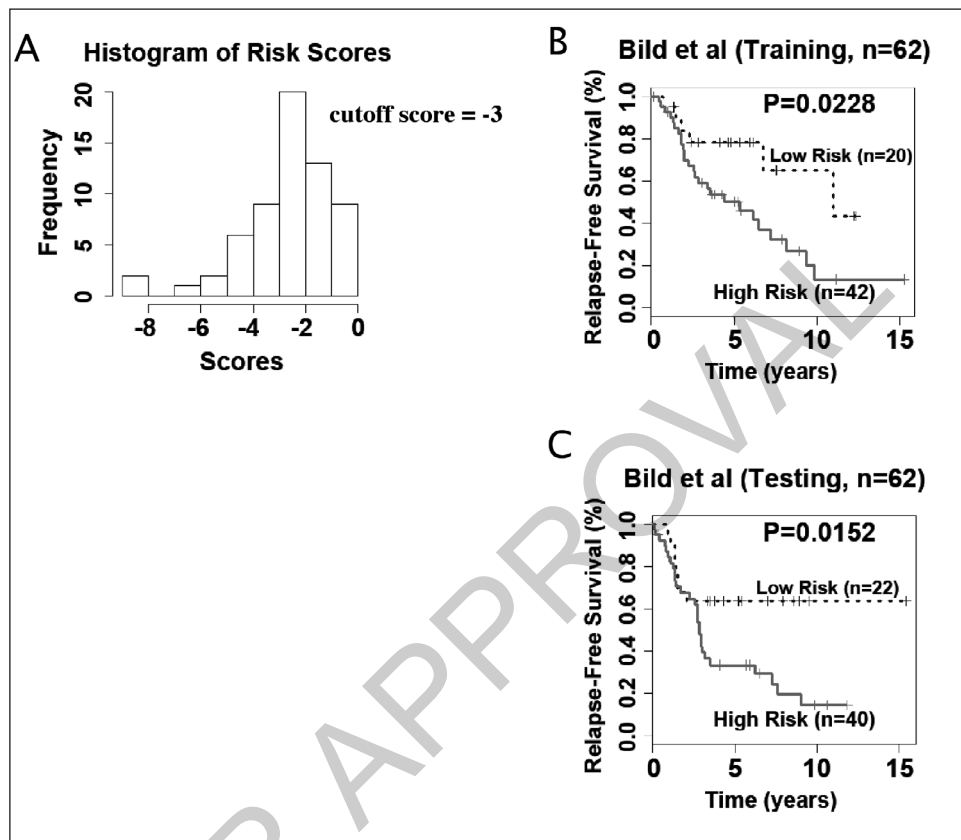 A
Histogram of Risk Scores
cutoff score = -3
Frequency
20
15
10
5
0
-8 -6 -4 -2 0
Scores
B
Bild et al (Training, n=62)
P=0.0228
Low Risk (n=20)
High Risk (n=42)
Relapse-Free Survival (%)
1.0
0.8
0.6
0.4
0.2
0.0
0 5 10 15
Time (years)
C
Bild et al (Testing, n=62)
P=0.0152
Low Risk (n=22)
High Risk (n=40)
Relapse-Free Survival (%)
1.0
0.8
0.6
0.4
0.2
0.0
0 5 10 15
Time (years)
R APPROVAL